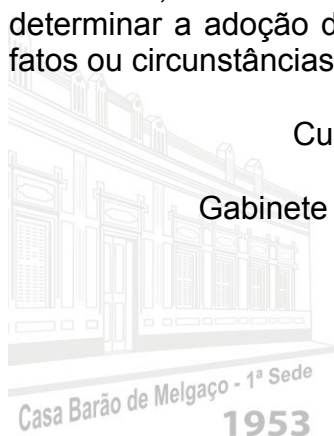 determinar a adoção d
fatos ou circunstâncias
Cu
Gabinete
Casa Barão de Melgaço - 1ª Sede
1953